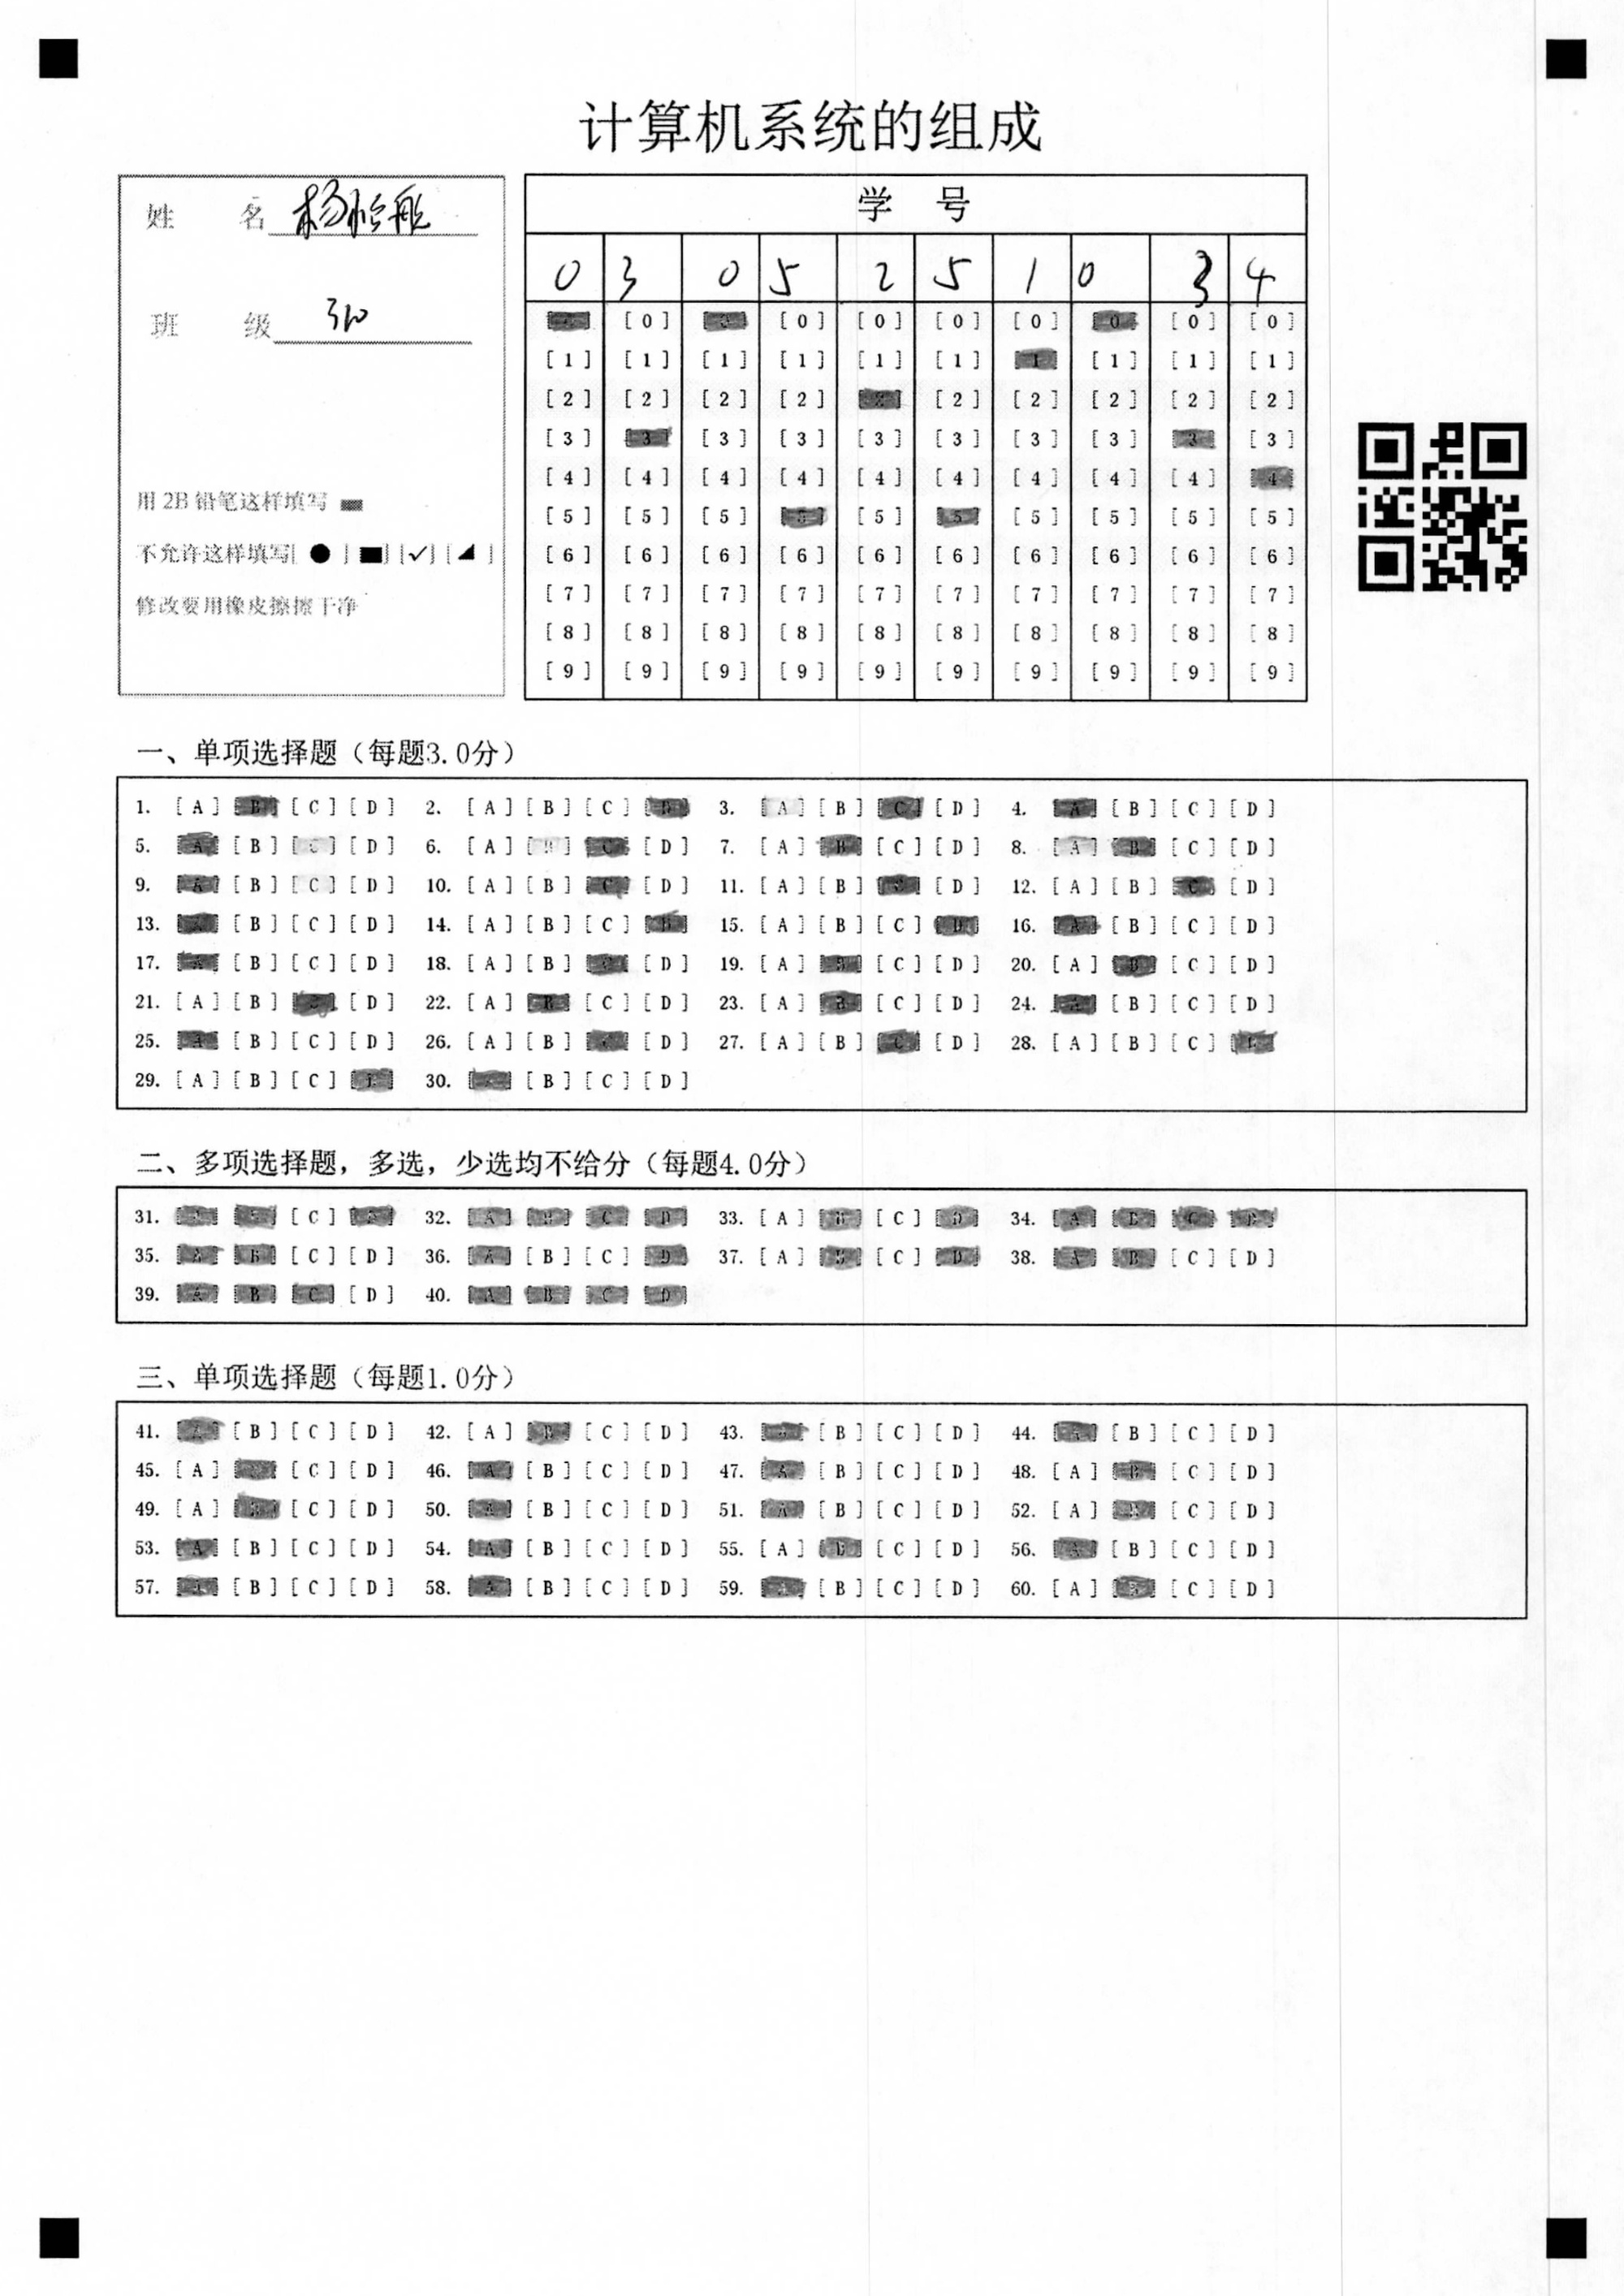 计算机系统的组成
姓 名 杨怡彤
班 级 310
用 2B 铅笔这样填写
不允许这样填写[ ● ] [■] [✓] [◢ ]
修改要用橡皮擦擦干净
学 号
0 3 0 5 2 5 1 0 3 4
[0] [0] [0] [0] [0] [0] [0] [0]
[1] [1] [1] [1] [1] [1] [1] [1] [1] [1]
[2] [2] [2] [2] [2] [2] [2] [2] [2] [2]
[3] [3] [3] [3] [3] [3] [3] [3] [3] [3]
[4] [4] [4] [4] [4] [4] [4] [4] [4] [4]
[5] [5] [5] [5] [5] [5] [5] [5] [5] [5]
[6] [6] [6] [6] [6] [6] [6] [6] [6] [6]
[7] [7] [7] [7] [7] [7] [7] [7] [7] [7]
[8] [8] [8] [8] [8] [8] [8] [8] [8] [8]
[9] [9] [9] [9] [9] [9] [9] [9] [9] [9]
一、单项选择题（每题3.0分）
1. [A] [B] [C] [D] 2. [A] [B] [C] [D] 3. [A] [B] [C] [D] 4. [A] [B] [C] [D]
5. [A] [B] [C] [D] 6. [A] [B] [C] [D] 7. [A] [B] [C] [D] 8. [A] [B] [C] [D]
9. [A] [B] [C] [D] 10. [A] [B] [C] [D] 11. [A] [B] [C] [D] 12. [A] [B] [C] [D]
13. [A] [B] [C] [D] 14. [A] [B] [C] [D] 15. [A] [B] [C] [D] 16. [A] [B] [C] [D]
17. [A] [B] [C] [D] 18. [A] [B] [C] [D] 19. [A] [B] [C] [D] 20. [A] [B] [C] [D]
21. [A] [B] [C] [D] 22. [A] [B] [C] [D] 23. [A] [B] [C] [D] 24. [A] [B] [C] [D]
25. [A] [B] [C] [D] 26. [A] [B] [C] [D] 27. [A] [B] [C] [D] 28. [A] [B] [C] [D]
29. [A] [B] [C] [D] 30. [A] [B] [C] [D]
二、多项选择题，多选，少选均不给分（每题4.0分）
31. [A] [B] [C] [D] 32. [A] [B] [C] [D] 33. [A] [B] [C] [D] 34. [A] [B] [C] [D]
35. [A] [B] [C] [D] 36. [A] [B] [C] [D] 37. [A] [B] [C] [D] 38. [A] [B] [C] [D]
39. [A] [B] [C] [D] 40. [A] [B] [C] [D]
三、单项选择题（每题1.0分）
41. [A] [B] [C] [D] 42. [A] [B] [C] [D] 43. [A] [B] [C] [D] 44. [A] [B] [C] [D]
45. [A] [B] [C] [D] 46. [A] [B] [C] [D] 47. [A] [B] [C] [D] 48. [A] [B] [C] [D]
49. [A] [B] [C] [D] 50. [A] [B] [C] [D] 51. [A] [B] [C] [D] 52. [A] [B] [C] [D]
53. [A] [B] [C] [D] 54. [A] [B] [C] [D] 55. [A] [B] [C] [D] 56. [A] [B] [C] [D]
57. [A] [B] [C] [D] 58. [A] [B] [C] [D] 59. [A] [B] [C] [D] 60. [A] [B] [C] [D]